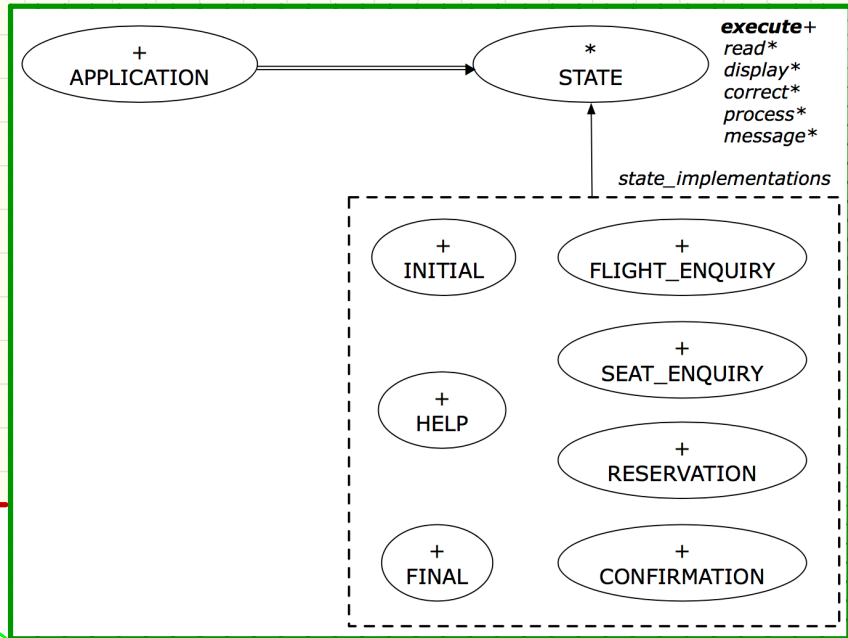 +
APPLICATION
*
STATE
execute+
read*
display*
correct*
process*
message*
state_implementations
+
INITIAL
+
FLIGHT_ENQUIRY
+
SEAT_ENQUIRY
+
HELP
+
RESERVATION
+
FINAL
+
CONFIRMATION